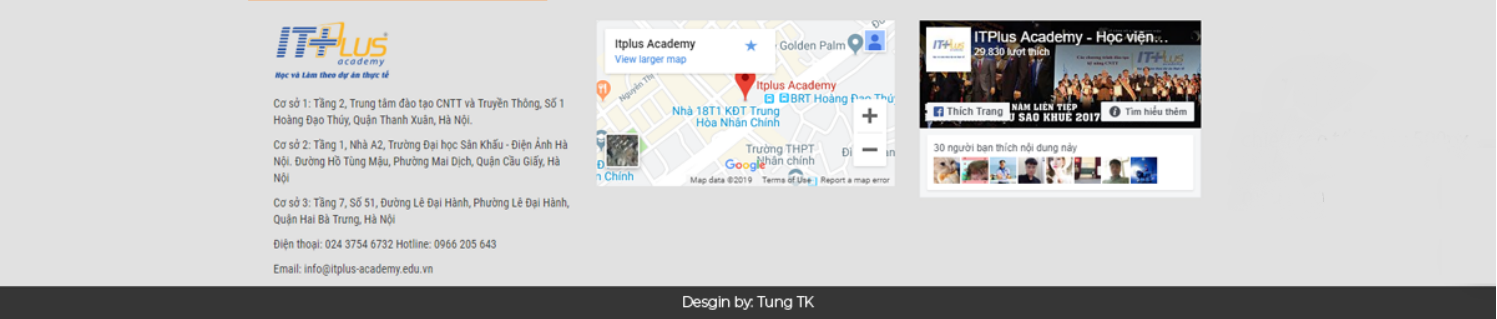 ITPLUS
academy
Học và Làm theo dự án thực tế
Cơ sở 1: Tầng 2, Trung tâm đào tạo CNTT và Truyền Thông, Số 1
Hoàng Đạo Thúy, Quận Thanh Xuân, Hà Nội.
Cơ sở 2: Tầng 1, Nhà A2, Trường Đại học Sân Khấu - Điện Ảnh Hà
Nội. Đường Hồ Tùng Mậu, Phường Mai Dịch, Quận Cầu Giấy, Hà
Nội
Cơ sở 3: Tầng 7, Số 51, Đường Lê Đại Hành, Phường Lê Đại Hành,
Quận Hai Bà Trưng, Hà Nội
Điện thoại: 024 3754 6732 Hotline: 0966 205 643
Email: info@itplus-academy.edu.vn
Itplus Academy
View larger map
Golden Palm
Itplus Academy
BRT Hoàng Đạo Thúy
Nhà 18T1 KĐT Trung
Hòa Nhân Chính
Trường THPT
Nhân chính
Chính
Google
Map data ©2019 Terms of Use Report a map error
ITPlus Academy - Học viện...
29.830 lượt thích
NĂM LIÊN TIẾP
SAO KHUÊ 2017
Thích Trang
Tìm hiểu thêm
30 người bạn thích nội dung này
Desgin by: Tung TK